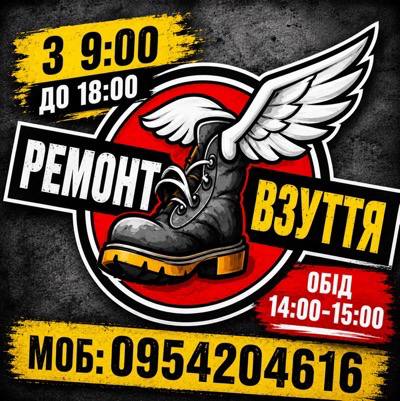 З 9:00
ДО 18:00
РЕМОНТ
ВЗУТТЯ
ОБІД
14:00-15:00
МОБ: 0954204616